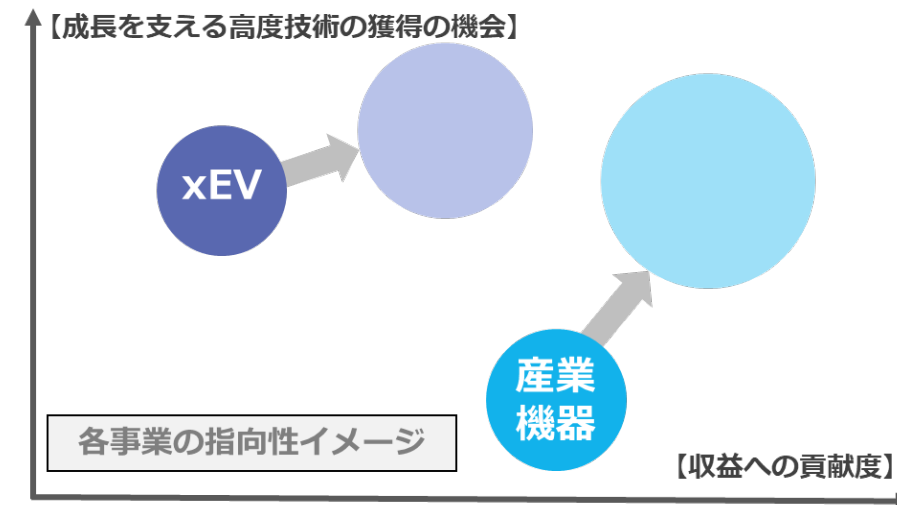 【成長を支える高度技術の獲得の機会】
xEV
産業
機器
各事業の指向性イメージ
【収益への貢献度】